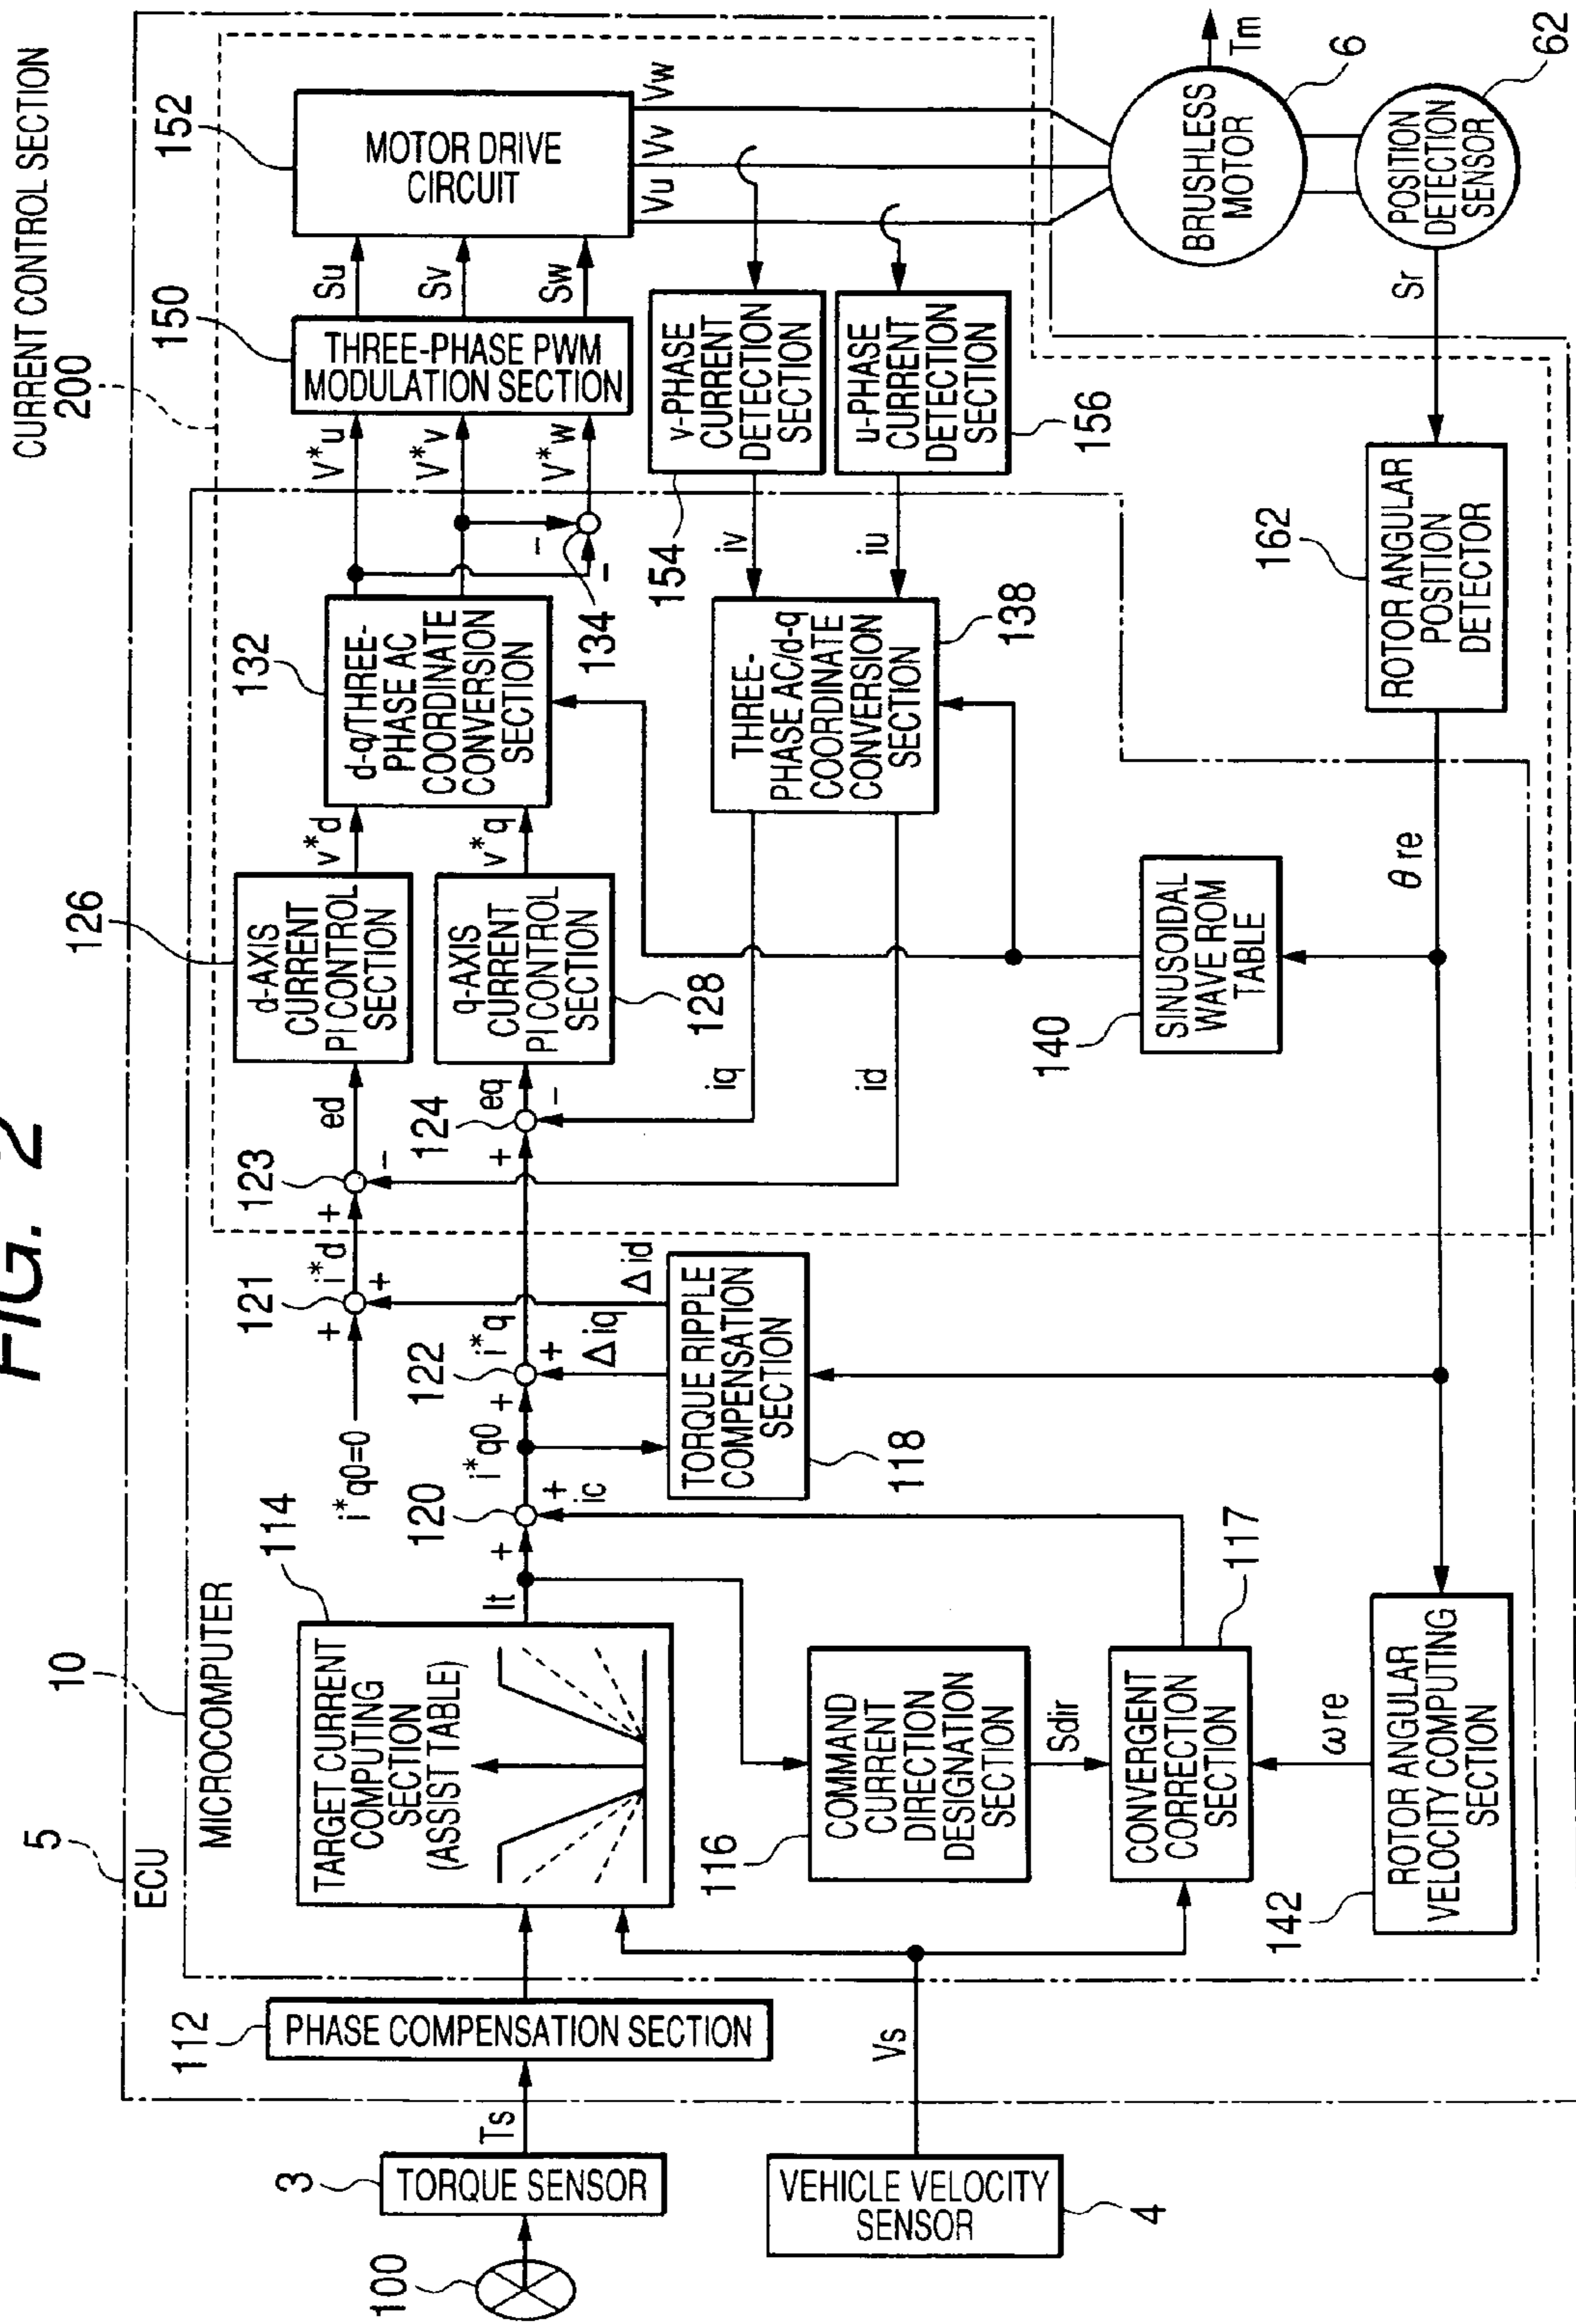 FIG. 2
CURRENT CONTROL SECTION
200
5
ECU
10
MICROCOMPUTER
100
3
TORQUE SENSOR
Ts
112
PHASE COMPENSATION SECTION
VEHICLE VELOCITY
SENSOR
4
Vs
114
TARGET CURRENT
COMPUTING
SECTION
(ASSIST TABLE)
It
116
COMMAND
CURRENT
DIRECTION
DESIGNATION
SECTION
Sdir
CONVERGENT
CORRECTION
SECTION
117
ωre
142
ROTOR ANGULAR
VELOCITY COMPUTING
SECTION
120
+
+
ic
i*q0
i*q0=0
122
+
+
i*q
Δiq
Δid
TORQUE RIPPLE
COMPENSATION
SECTION
118
121
+
+
i*d
123
+
-
ed
124
+
-
eq
126
d-AXIS
CURRENT
PI CONTROL
SECTION
v*d
q-AXIS
CURRENT
PI CONTROL
SECTION
128
v*q
iq
id
132
d-q/THREE-
PHASE AC
COORDINATE
CONVERSION
SECTION
134
-
-
V*u
V*v
V*w
THREE-
PHASE AC/d-q
COORDINATE
CONVERSION
SECTION
138
140
SINUSOIDAL
WAVE ROM
TABLE
θre
150
THREE-PHASE PWM
MODULATION SECTION
Su
Sv
Sw
152
MOTOR DRIVE
CIRCUIT
Vu
Vv
Vw
154
v-PHASE
CURRENT
DETECTION
SECTION
iv
u-PHASE
CURRENT
DETECTION
SECTION
156
iu
162
ROTOR ANGULAR
POSITION
DETECTOR
Sr
BRUSHLESS
MOTOR
6
Tm
POSITION
DETECTION
SENSOR
62